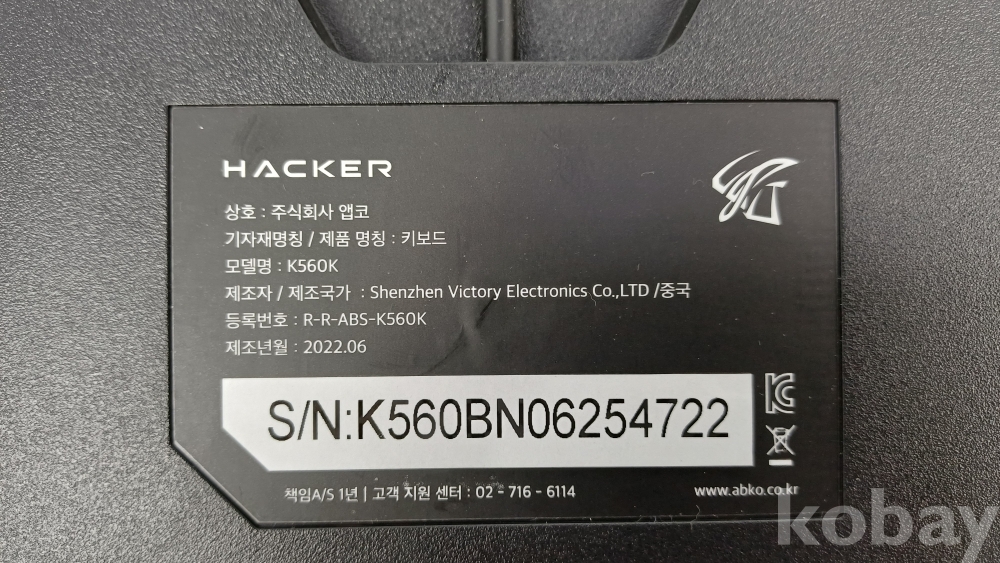 HACKER
상호 : 주식회사 앱코
기자재명칭 / 제품 명칭 : 키보드
모델명 : K560K
제조자 / 제조국가 : Shenzhen Victory Electronics Co.,LTD /중국
등록번호 : R-R-ABS-K560K
제조년월 : 2022.06
S/N:K560BN06254722
책임A/S 1년 | 고객 지원 센터 : 02 - 716 - 6114
www.abko.co.kr
kobay